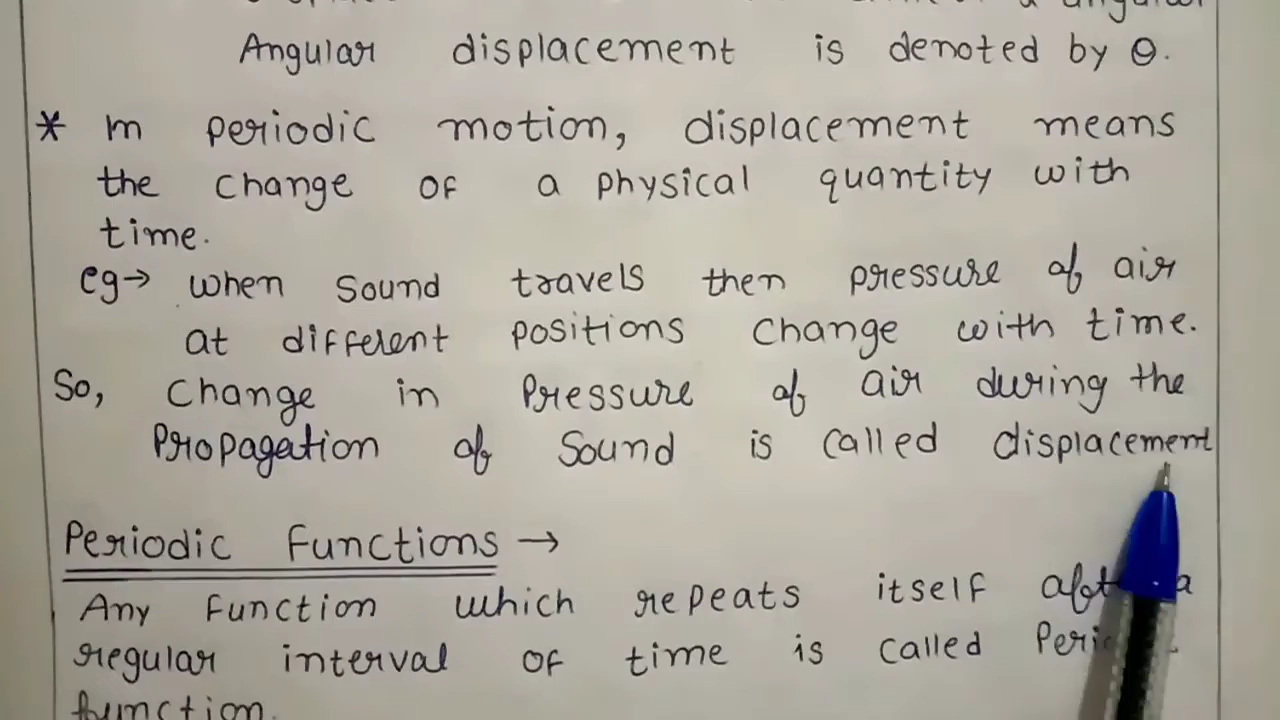 angular
Angular displacement is denoted by θ.
* In periodic motion, displacement means
the change of a physical quantity with
time.
eg→ when sound travels then pressure of air
at different positions change with time.
So, change in pressure of air during the
propagation of sound is called displacement
Periodic Functions →
Any function which repeats itself a
regular interval of time is called
function.